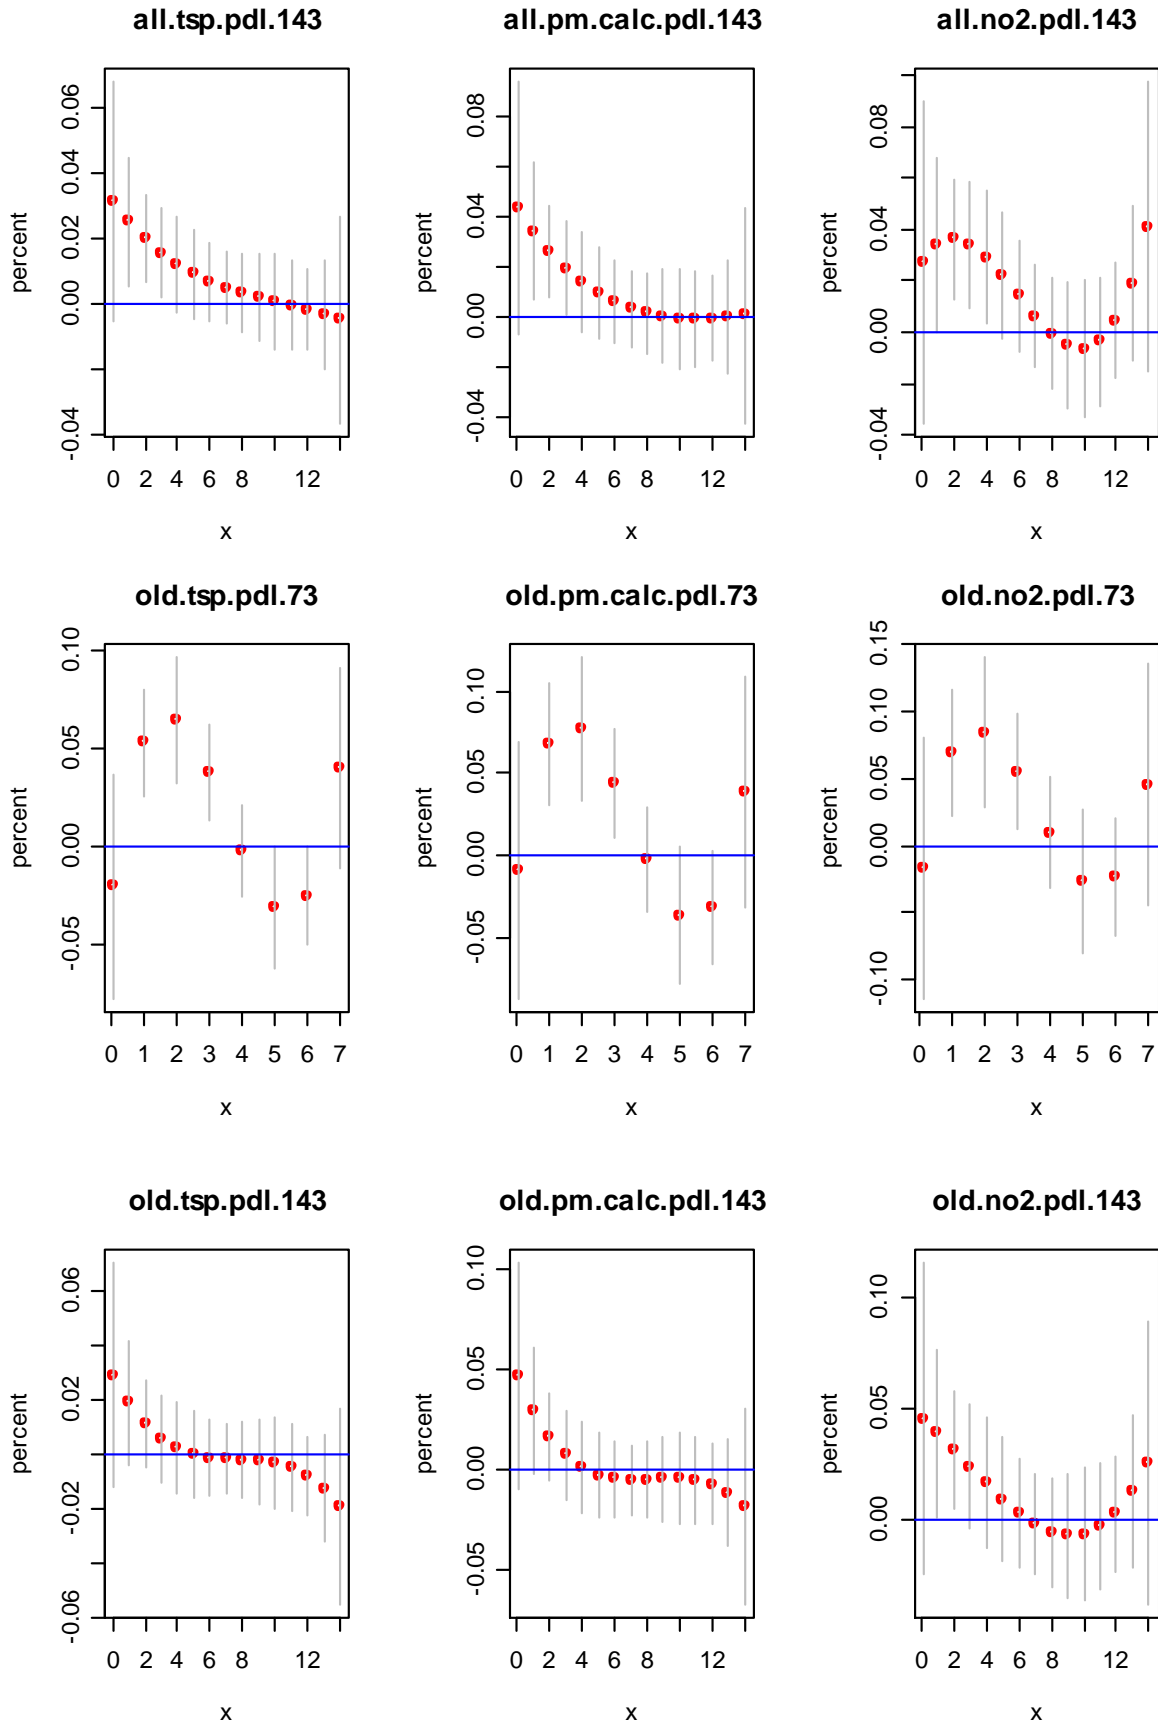 all.tsp.pdl.143 all.pm.calc.pdl.143 all.no2.pdl.143
percent percent percent
0.06 0.04 0.02 0.00 -0.04
0.08 0.04 0.00 -0.04
0.08 0.04 0.00 -0.04
0 2 4 6 8 12 0 2 4 6 8 12 0 2 4 6 8 12
x x x
old.tsp.pdl.73 old.pm.calc.pdl.73 old.no2.pdl.73
percent percent percent
0.10 0.05 0.00 -0.05
0.10 0.05 0.00 -0.05
0.15 0.10 0.05 0.00 -0.10
0 1 2 3 4 5 6 7 0 1 2 3 4 5 6 7 0 1 2 3 4 5 6 7
x x x
old.tsp.pdl.143 old.pm.calc.pdl.143 old.no2.pdl.143
percent percent percent
0.06 0.02 -0.02 -0.06
0.10 0.05 0.00 -0.05
0.10 0.05 0.00
0 2 4 6 8 12 0 2 4 6 8 12 0 2 4 6 8 12
x x x